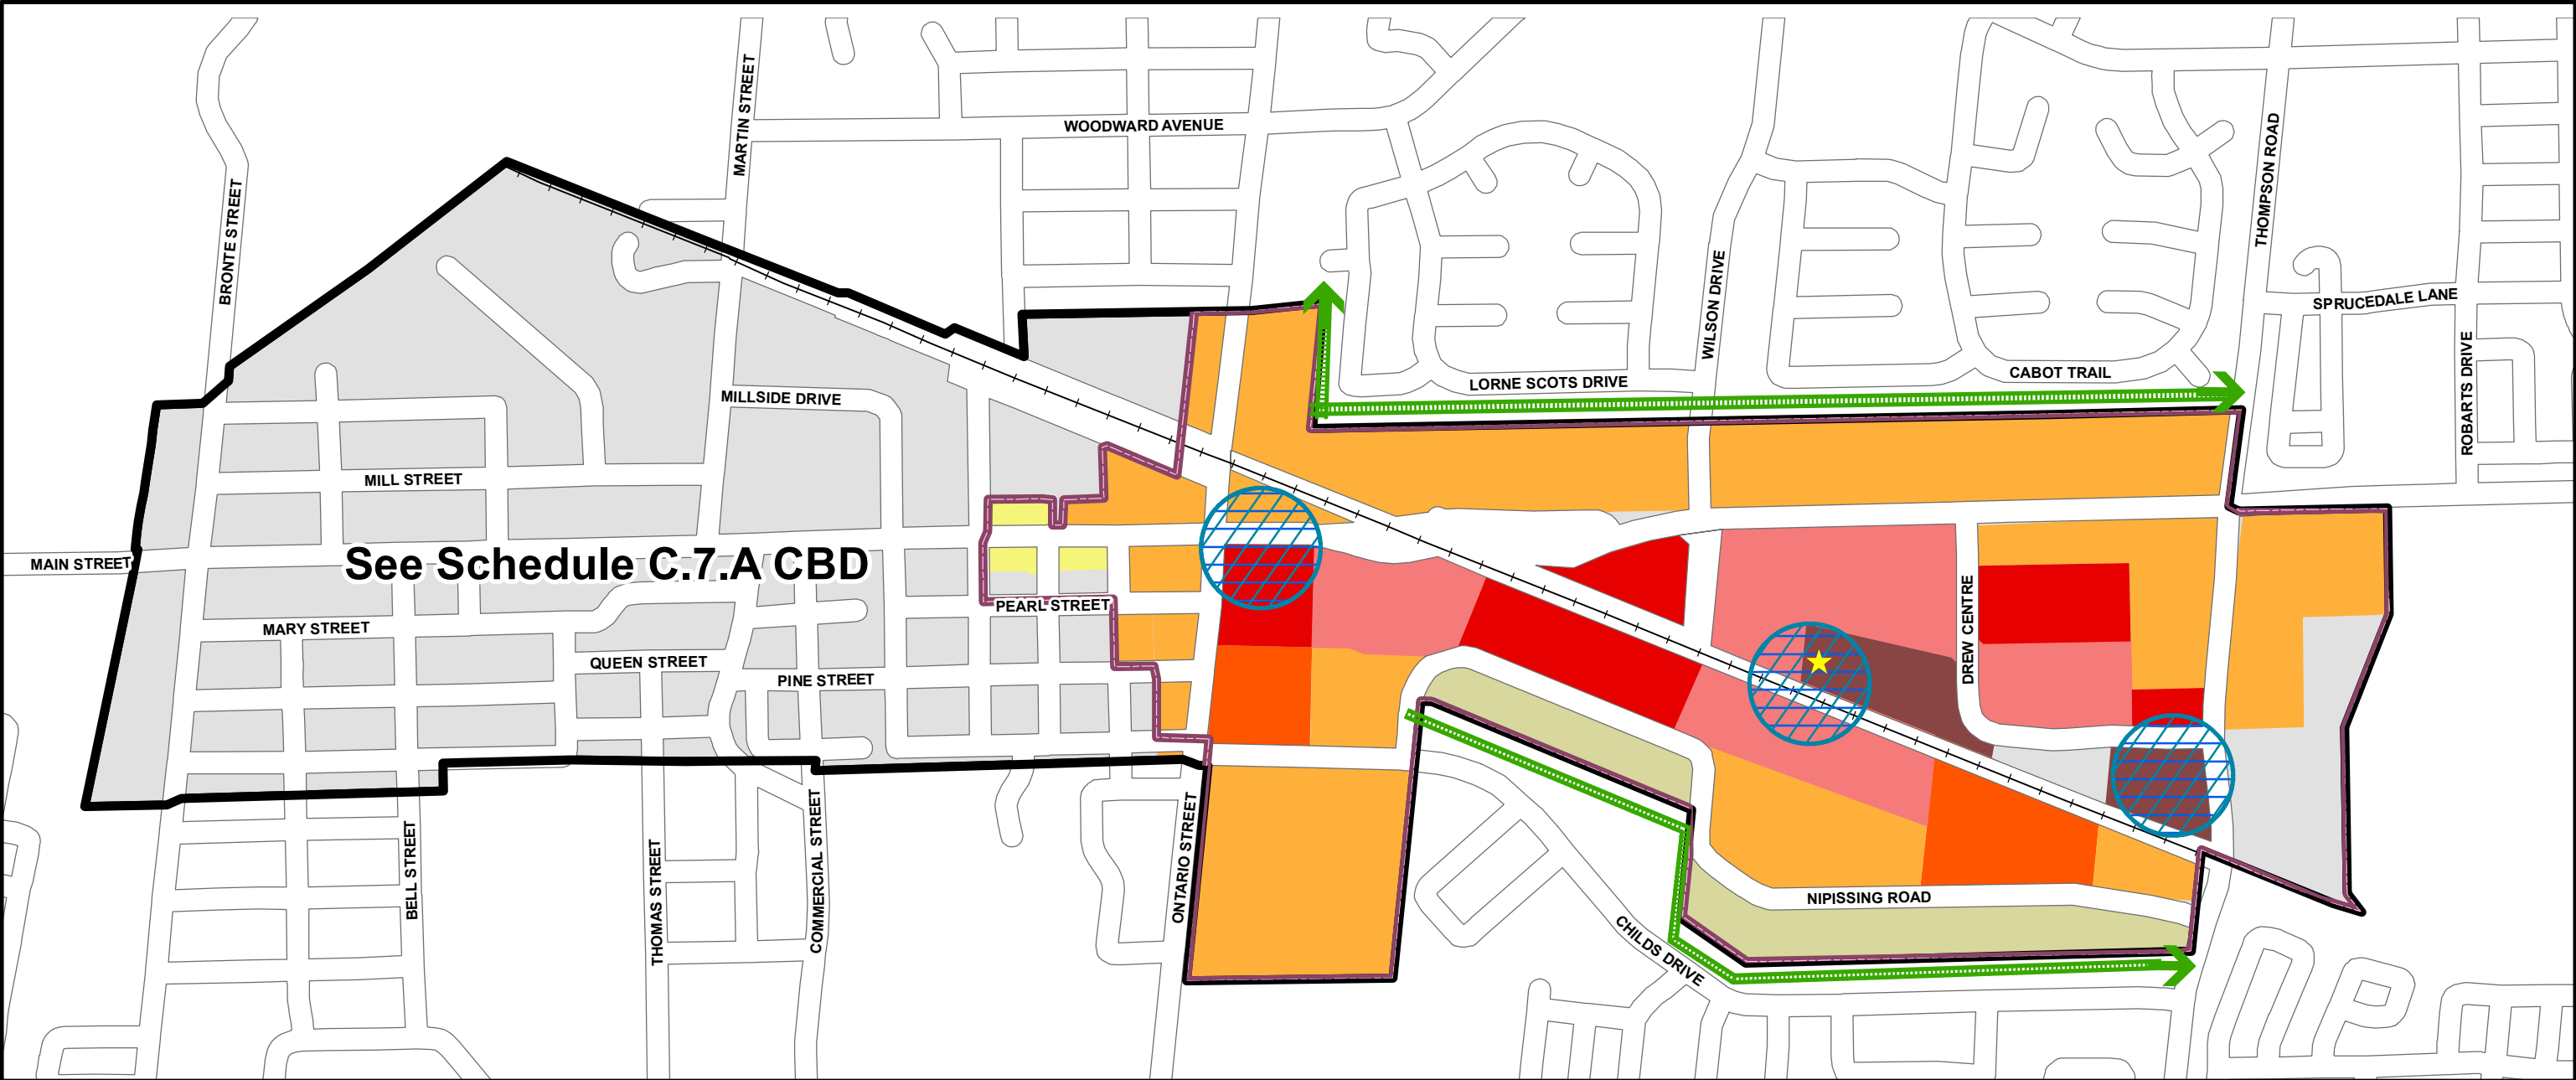 MARTIN STREET
WOODWARD AVENUE
THOMPSON ROAD
BRONTE STREET
WILSON DRIVE
SPRUCEDALE LANE
ROBARTS DRIVE
LORNE SCOTS DRIVE
CABOT TRAIL
MILLSIDE DRIVE
MILL STREET
MAIN STREET
See Schedule C.7.A CBD
PEARL STREET
DREW CENTRE
MARY STREET
QUEEN STREET
PINE STREET
ONTARIO STREET
BELL STREET
THOMAS STREET
COMMERCIAL STREET
NIPISSING ROAD
CHILDS DRIVE